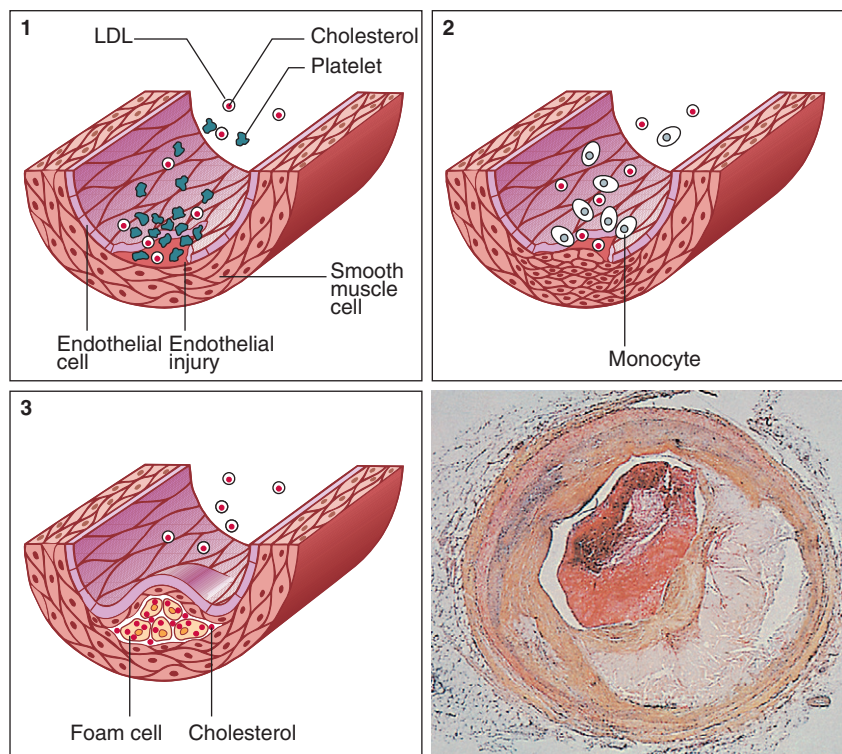 1
LDL
Cholesterol
Platelet
Smooth
muscle
cell
Endothelial
cell
Endothelial
injury
2
Monocyte
3
Foam cell
Cholesterol